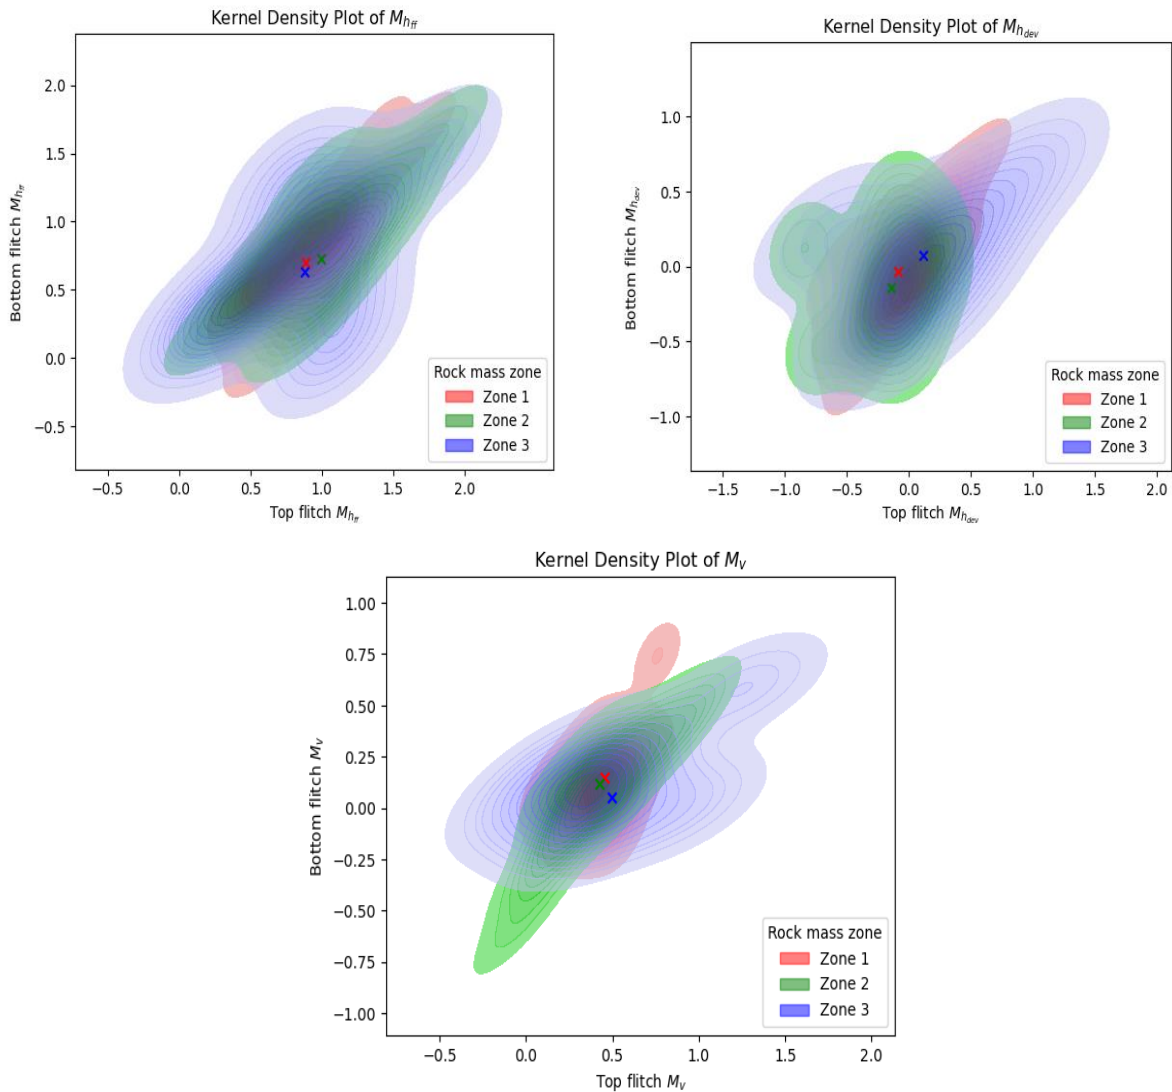 Kernel Density Plot of M_{h_{ff}}
Bottom flitch M_{h_{ff}}
2.0
1.5
1.0
0.5
0.0
−0.5
Rock mass zone
Zone 1
Zone 2
Zone 3
−0.5 0.0 0.5 1.0 1.5 2.0
Top flitch M_{h_{ff}}
Kernel Density Plot of M_{h_{dev}}
Bottom flitch M_{h_{dev}}
1.0
0.5
0.0
−0.5
−1.0
Rock mass zone
Zone 1
Zone 2
Zone 3
−1.5 −1.0 −0.5 0.0 0.5 1.0 1.5 2.0
Top flitch M_{h_{dev}}
Kernel Density Plot of M_V
Bottom flitch M_V
1.00
0.75
0.50
0.25
0.00
−0.25
−0.50
−0.75
−1.00
Rock mass zone
Zone 1
Zone 2
Zone 3
−0.5 0.0 0.5 1.0 1.5 2.0
Top flitch M_V